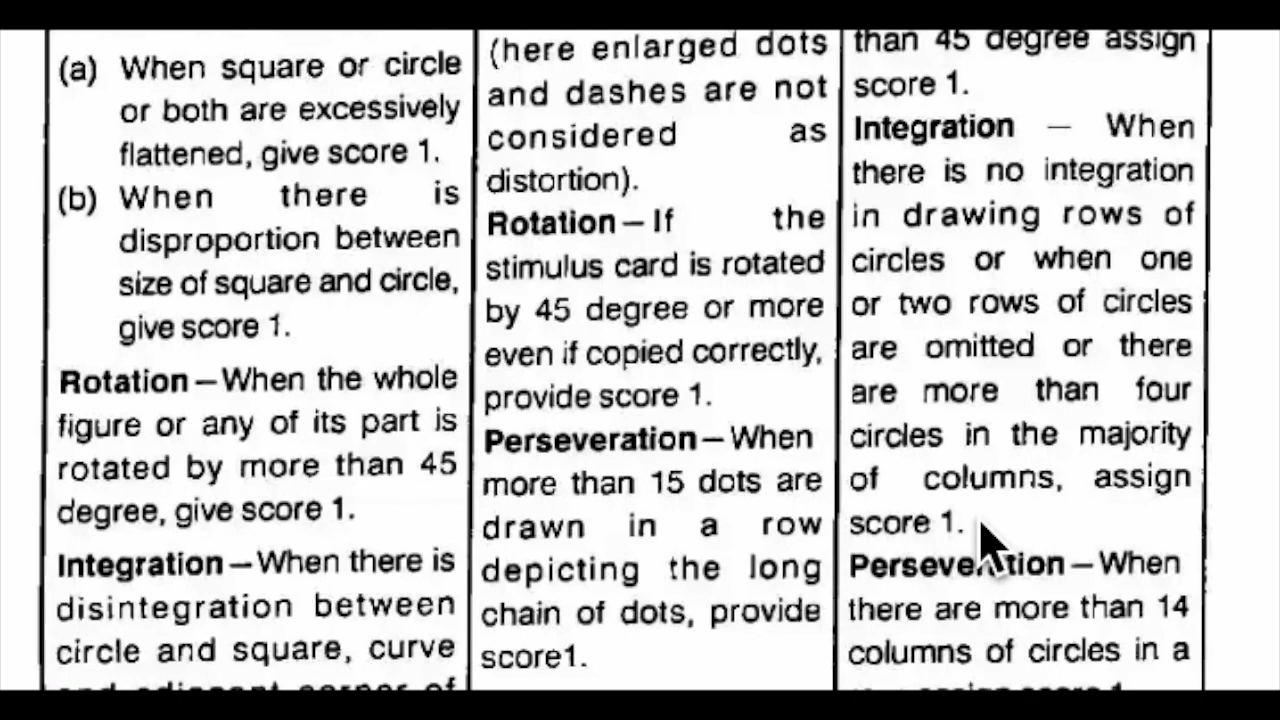 (a) When square or circle
or both are excessively
flattened, give score 1.
(b) When there is
disproportion between
size of square and circle,
give score 1.
Rotation – When the whole
figure or any of its part is
rotated by more than 45
degree, give score 1.
Integration – When there is
disintegration between
circle and square, curve
and adjacent corner of
(here enlarged dots
and dashes are not
considered as
distortion).
Rotation – If the
stimulus card is rotated
by 45 degree or more
even if copied correctly,
provide score 1.
Perseveration – When
more than 15 dots are
drawn in a row
depicting the long
chain of dots, provide
score1.
than 45 degree assign
score 1.
Integration – When
there is no integration
in drawing rows of
circles or when one
or two rows of circles
are omitted or there
are more than four
circles in the majority
of columns, assign
score 1.
Perseveration – When
there are more than 14
columns of circles in a
assign score 1